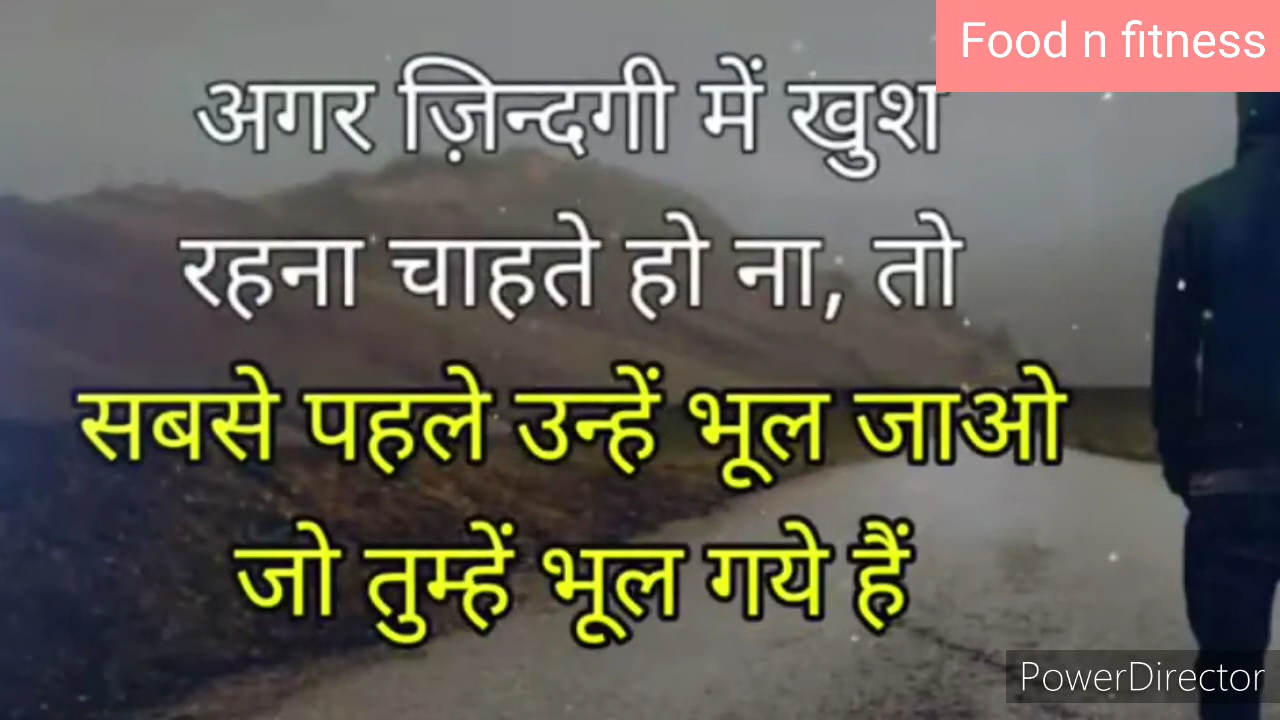 Food n fitness
अगर ज़िन्दगी में खुश
रहना चाहते हो ना, तो
सबसे पहले उन्हें भूल जाओ
जो तुम्हें भूल गये हैं
PowerDirector